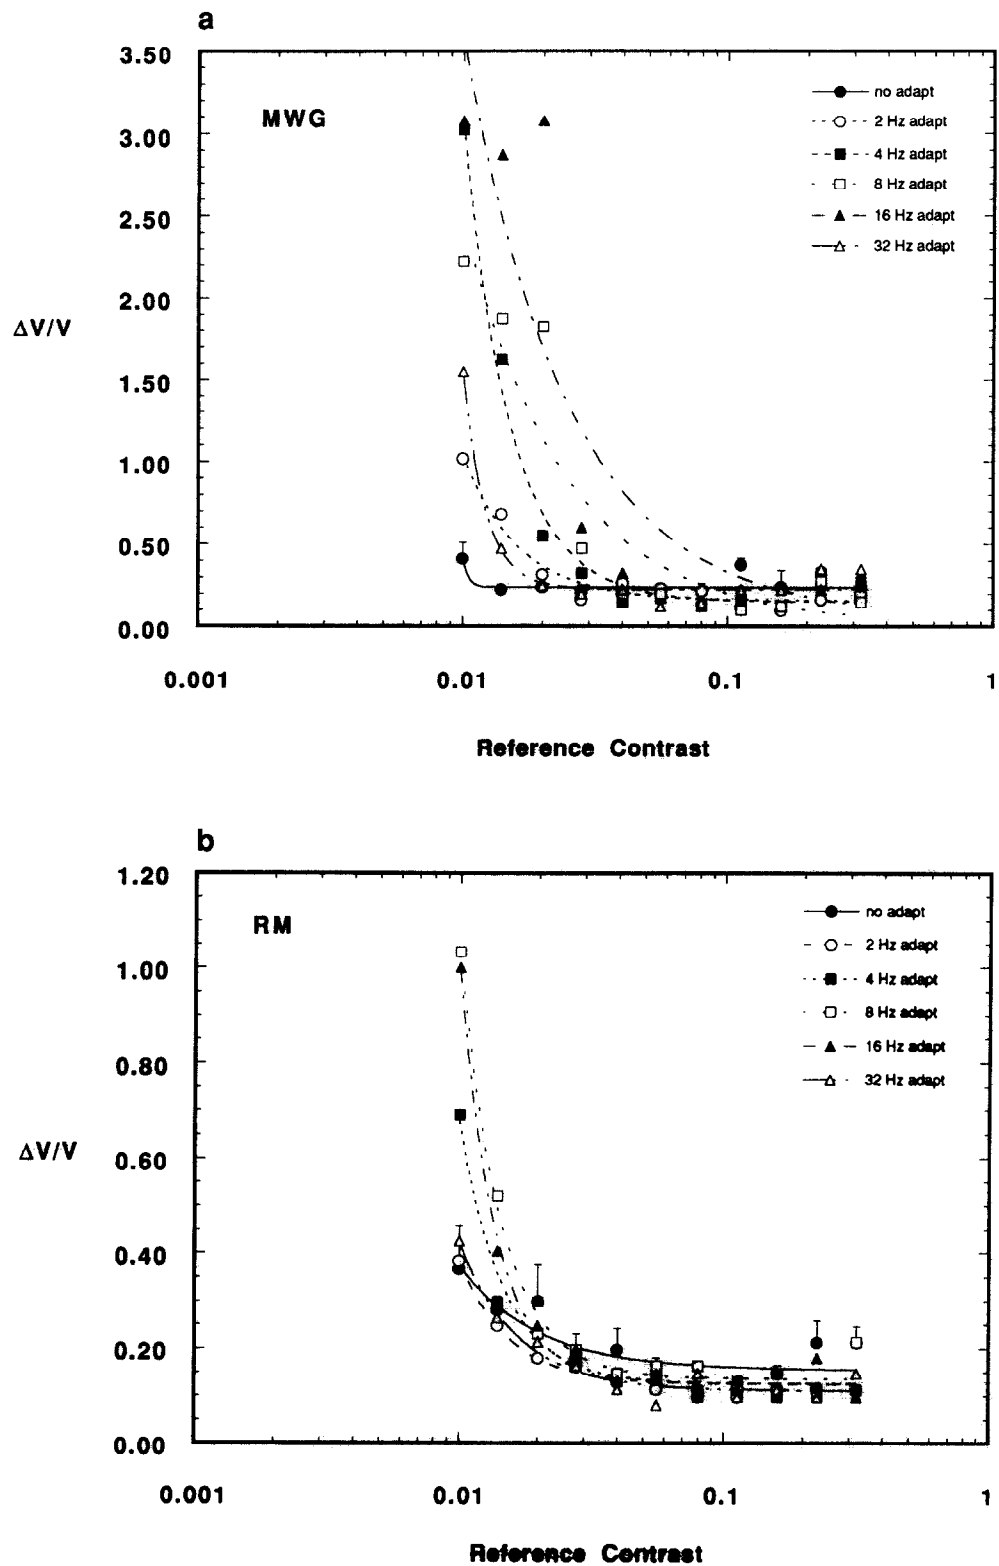 a
3.50
3.00
2.50
2.00
1.50
1.00
0.50
0.00
ΔV/V
MWG
no adapt
2 Hz adapt
4 Hz adapt
8 Hz adapt
16 Hz adapt
32 Hz adapt
0.001
0.01
0.1
1
Reference Contrast
b
1.20
1.00
0.80
0.60
0.40
0.20
0.00
ΔV/V
RM
no adapt
2 Hz adapt
4 Hz adapt
8 Hz adapt
16 Hz adapt
32 Hz adapt
0.001
0.01
0.1
1
Reference Contrast